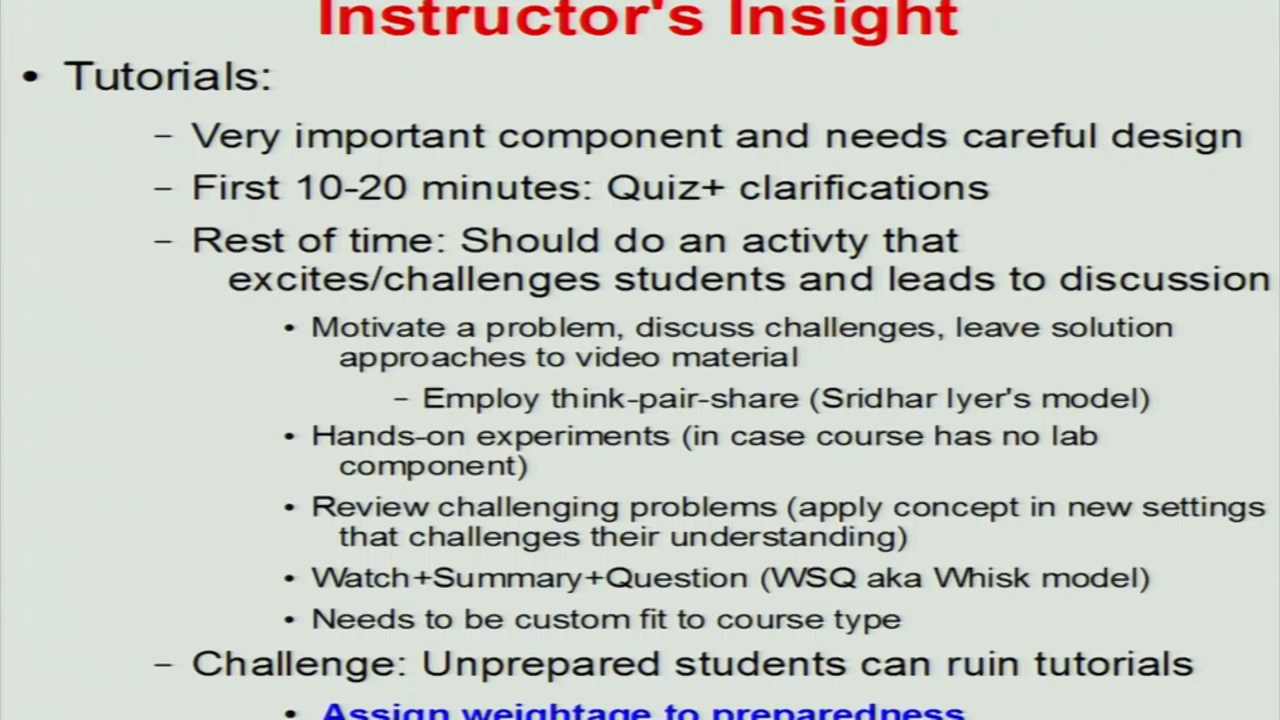 Instructor's Insight
• Tutorials:
– Very important component and needs careful design
– First 10-20 minutes: Quiz+ clarifications
– Rest of time: Should do an activty that
excites/challenges students and leads to discussion
• Motivate a problem, discuss challenges, leave solution
approaches to video material
– Employ think-pair-share (Sridhar Iyer's model)
• Hands-on experiments (in case course has no lab
component)
• Review challenging problems (apply concept in new settings
that challenges their understanding)
• Watch+Summary+Question (WSQ aka Whisk model)
• Needs to be custom fit to course type
– Challenge: Unprepared students can ruin tutorials
• Assign weightage to preparedness